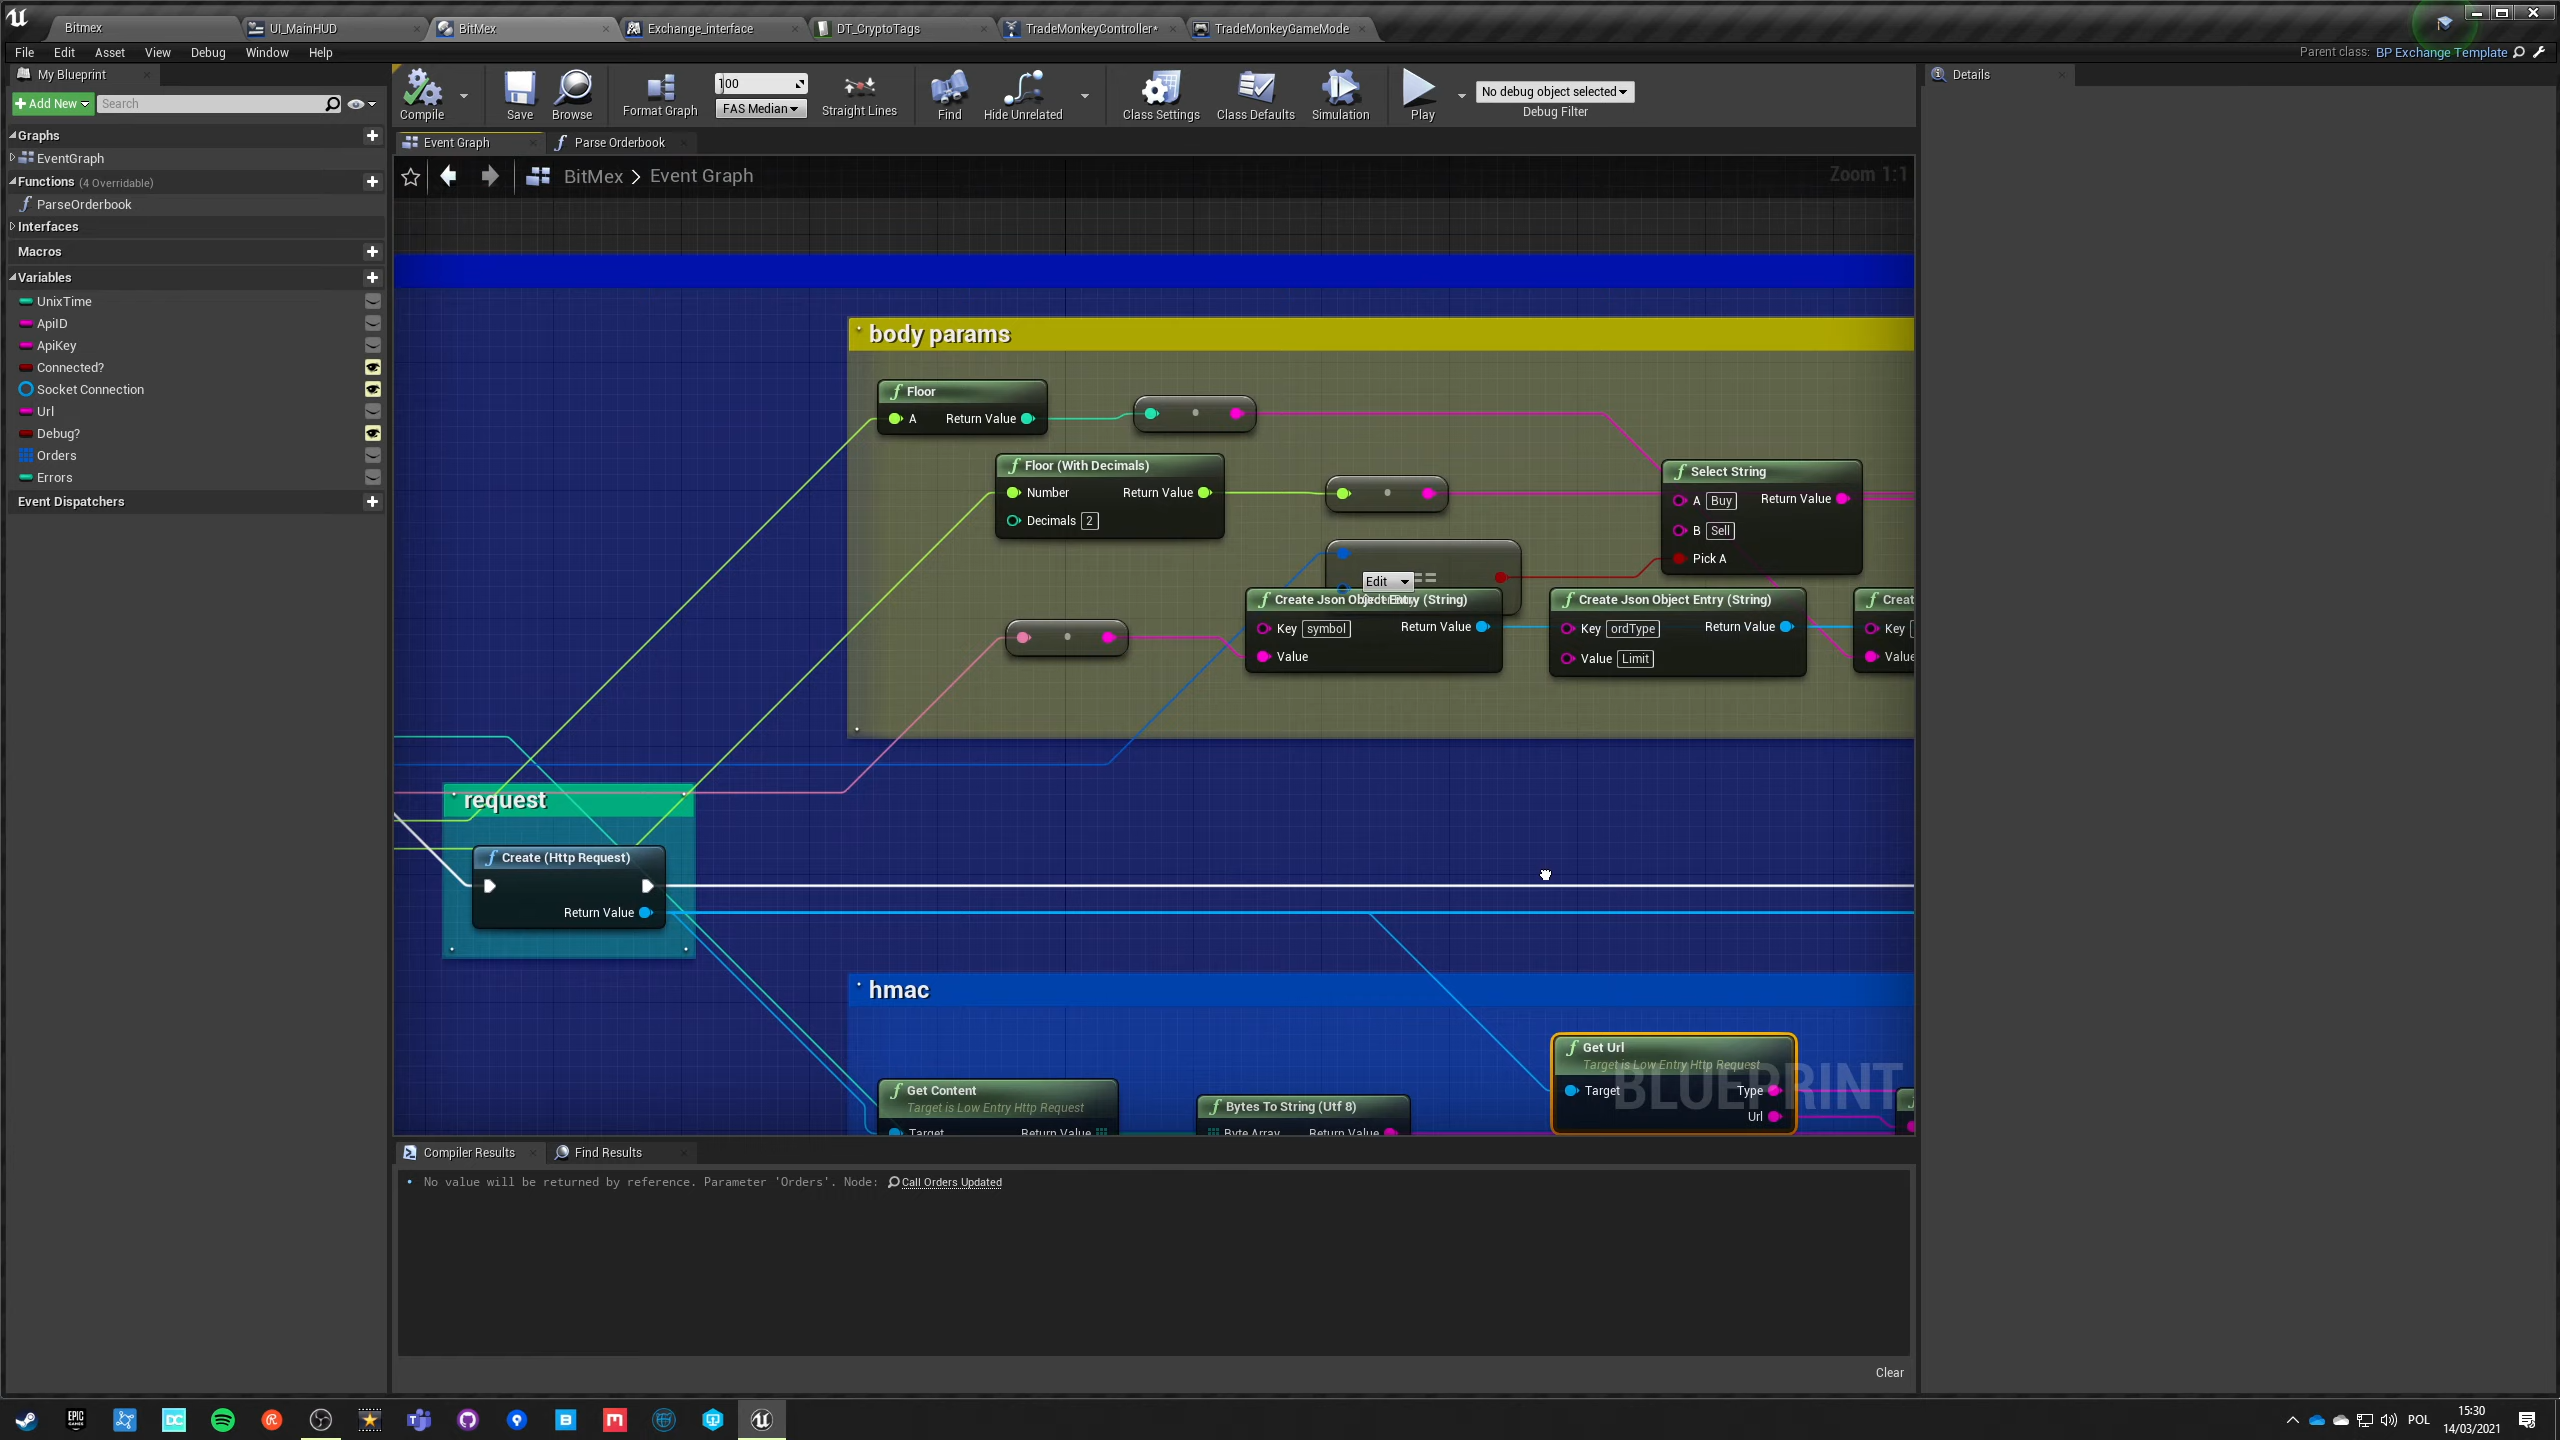 Bitmex
UI_MainHUD
BitMex
Exchange_interface
DT_CryptoTags
TradeMonkeyController*
TradeMonkeyGameMode
File Edit Asset View Debug Window Help
Parent class: BP Exchange Template
My Blueprint
Details
Add New
Search
Compile
Save
Browse
Format Graph
100
FAS Median
Straight Lines
Find
Hide Unrelated
Class Settings
Class Defaults
Simulation
Play
No debug object selected
Debug Filter
Event Graph
Parse Orderbook
BitMex > Event Graph
Zoom 1:1
Graphs
EventGraph
Functions (4 Overridable)
ParseOrderbook
Interfaces
Macros
Variables
UnixTime
ApiID
ApiKey
Connected?
Socket Connection
Url
Debug?
Orders
Errors
Event Dispatchers
body params
Floor
A Return Value
Floor (With Decimals)
Number Return Value
Decimals 2
Select String
A Buy Return Value
B Sell
Pick A
Edit ==
Create Json Object Entry (String)
Key symbol Return Value
Value
Create Json Object Entry (String)
Key ordType Return Value
Value Limit
Creat
Key
Value
request
Create (Http Request)
Return Value
hmac
Get Url
Target is Low Entry Http Request
Target Type
Url
BLUEPRINT
Get Content
Target is Low Entry Http Request
Target Return Value
Bytes To String (Utf 8)
Byte Array Return Value
Compiler Results
Find Results
No value will be returned by reference. Parameter 'Orders'. Node: Call Orders Updated
Clear
POL
15:30
14/03/2021